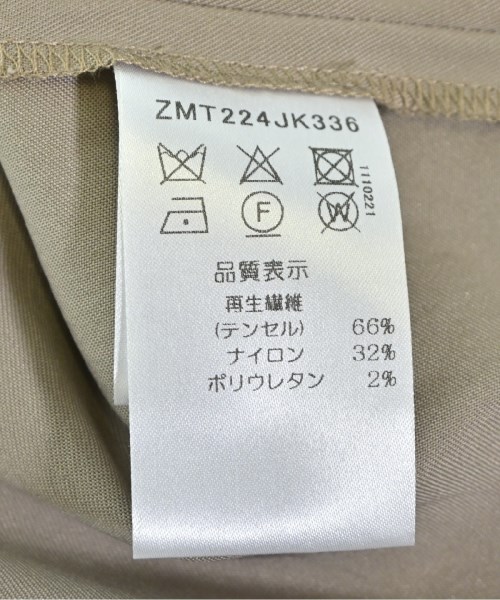 ZMT224JK336
1110221
F
W
品質表示
再生繊維
(テンセル) 66%
ナイロン 32%
ポリウレタン 2%